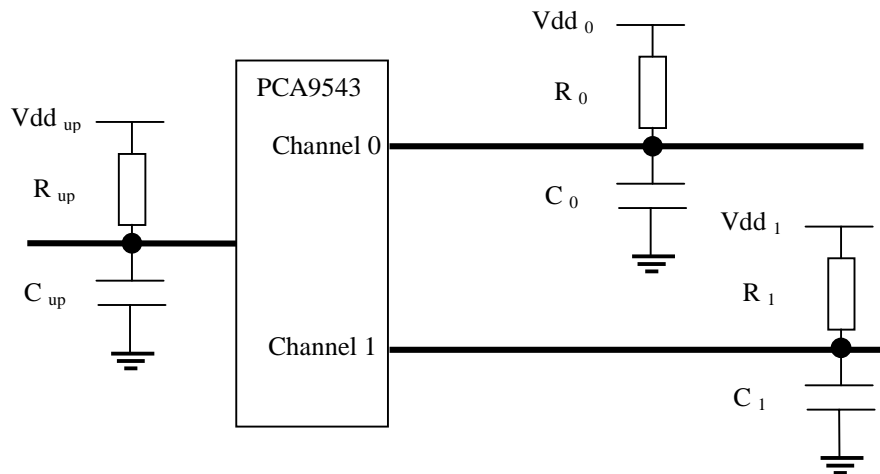 Vdd 0
PCA9543
R 0
Vdd up
Channel 0
R up
C 0
Vdd 1
C up
R 1
Channel 1
C 1